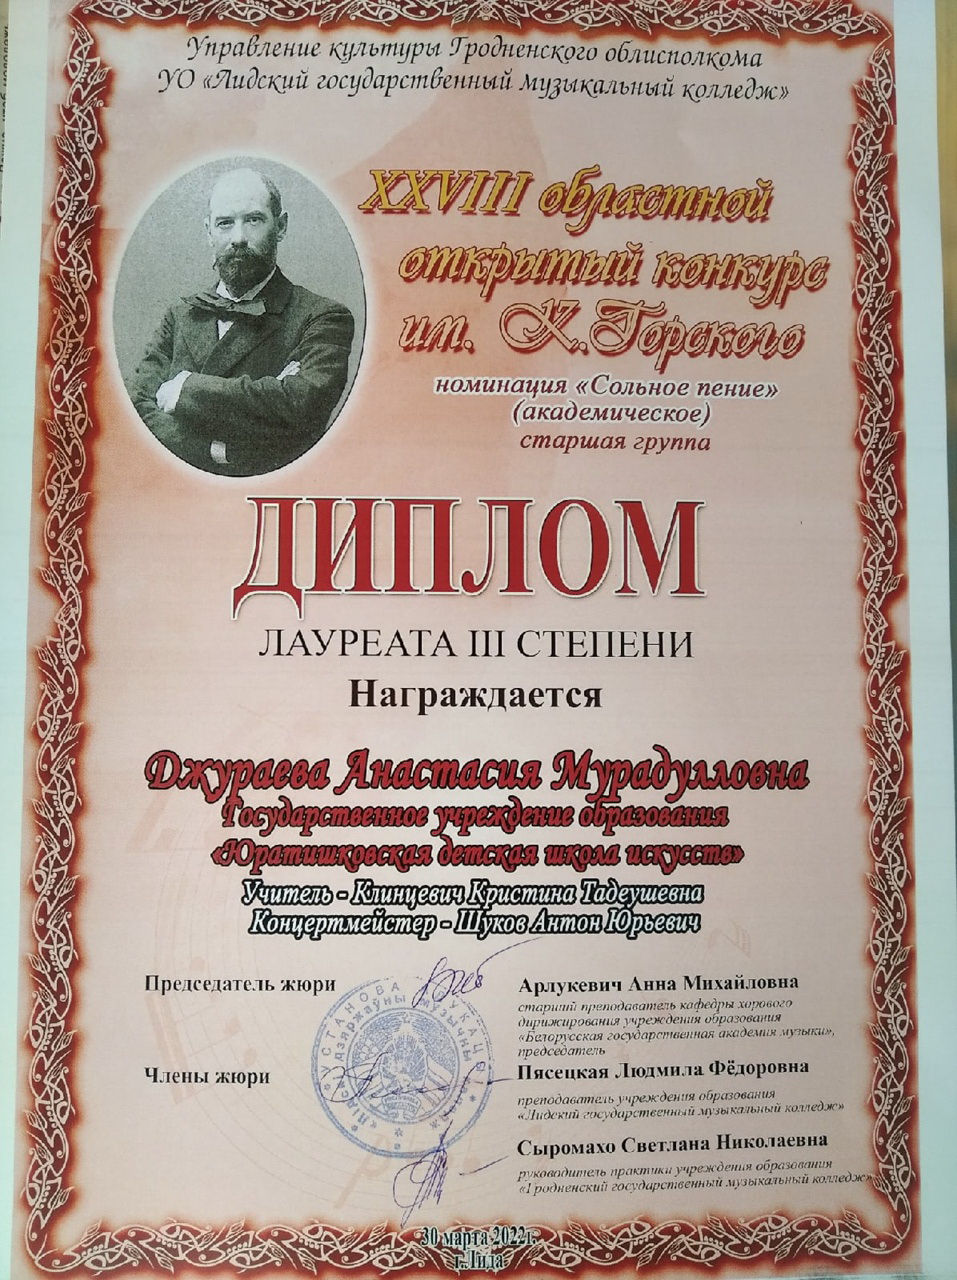 Управление культуры Гродненского облисполкома
УО «Лидский государственный музыкальный колледж»
XXVIII областной
открытый конкурс
им. К.Горского
номинация «Сольное пение»
(академическое)
старшая группа
ДИПЛОМ
ЛАУРЕАТА III СТЕПЕНИ
Награждается
Джураева Анастасия Мурадулловна
Государственное учреждение образования
«Юратишковская детская школа искусств»
Учитель - Клинцевич Кристина Тадеушевна
Концертмейстер - Шуков Антон Юрьевич
Председатель жюри
Арлукевич Анна Михайловна
старший преподаватель кафедры хорового
дирижирования учреждения образования
«Белорусская государственная академия музыки»,
председатель
Члены жюри
Пясецкая Людмила Фёдоровна
преподаватель учреждения образования
«Лидский государственный музыкальный колледж»
Сыромахо Светлана Николаевна
руководитель практики учреждения образования
«Гродненский государственный музыкальный колледж»
30 марта 2022г.
г.Лида